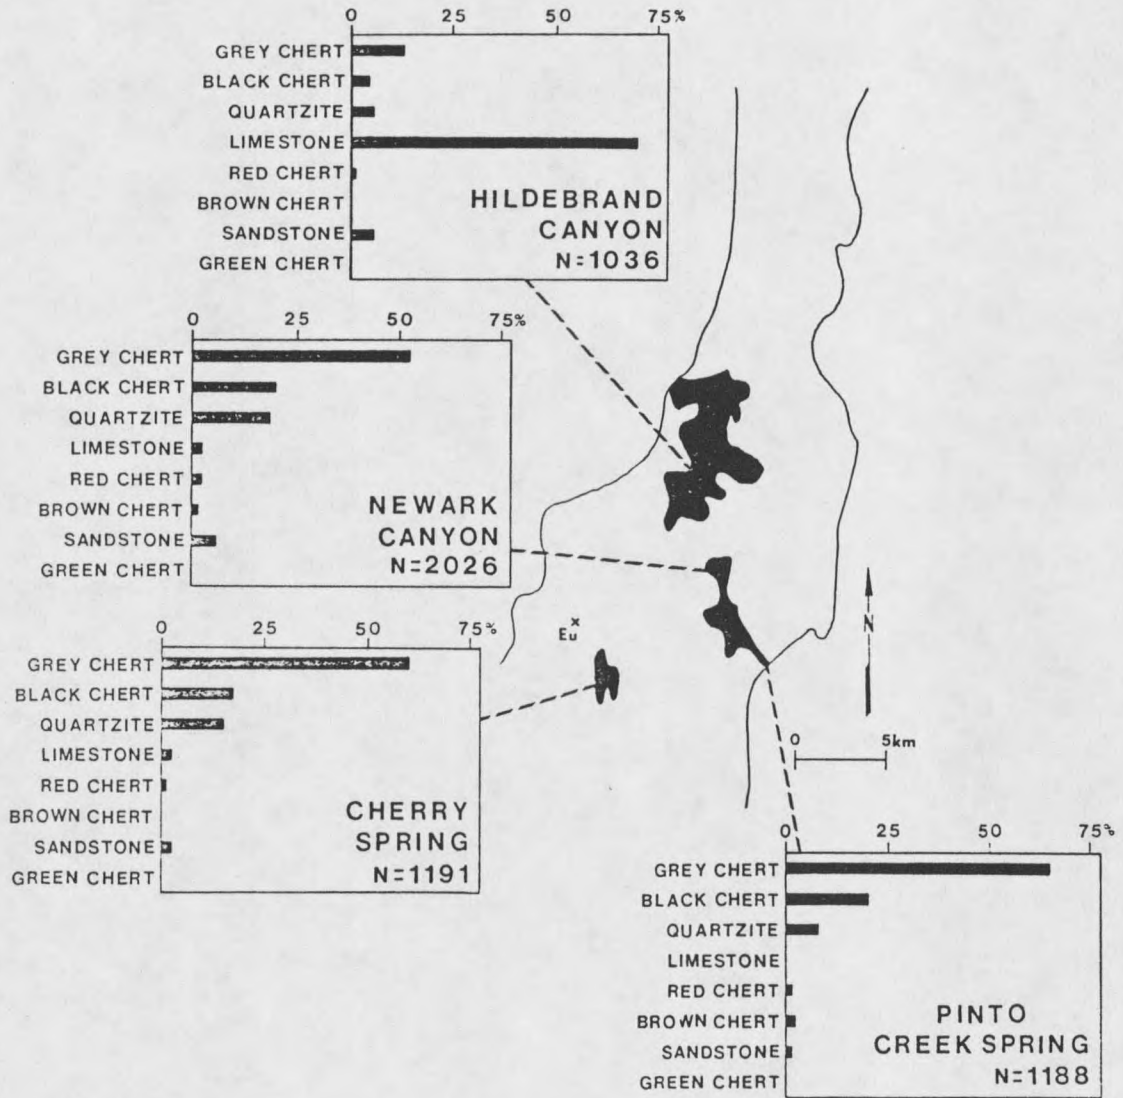 0 25 50 75%
GREY CHERT
BLACK CHERT
QUARTZITE
LIMESTONE
RED CHERT
BROWN CHERT
SANDSTONE
GREEN CHERT
HILDEBRAND
CANYON
N=1036
0 25 50 75%
GREY CHERT
BLACK CHERT
QUARTZITE
LIMESTONE
RED CHERT
BROWN CHERT
SANDSTONE
GREEN CHERT
NEWARK
CANYON
N=2026
0 25 50 75%
GREY CHERT
BLACK CHERT
QUARTZITE
LIMESTONE
RED CHERT
BROWN CHERT
SANDSTONE
GREEN CHERT
CHERRY
SPRING
N=1191
x
Eu
N
0 5km
0 25 50 75%
GREY CHERT
BLACK CHERT
QUARTZITE
LIMESTONE
RED CHERT
BROWN CHERT
SANDSTONE
GREEN CHERT
PINTO
CREEK SPRING
N=1188